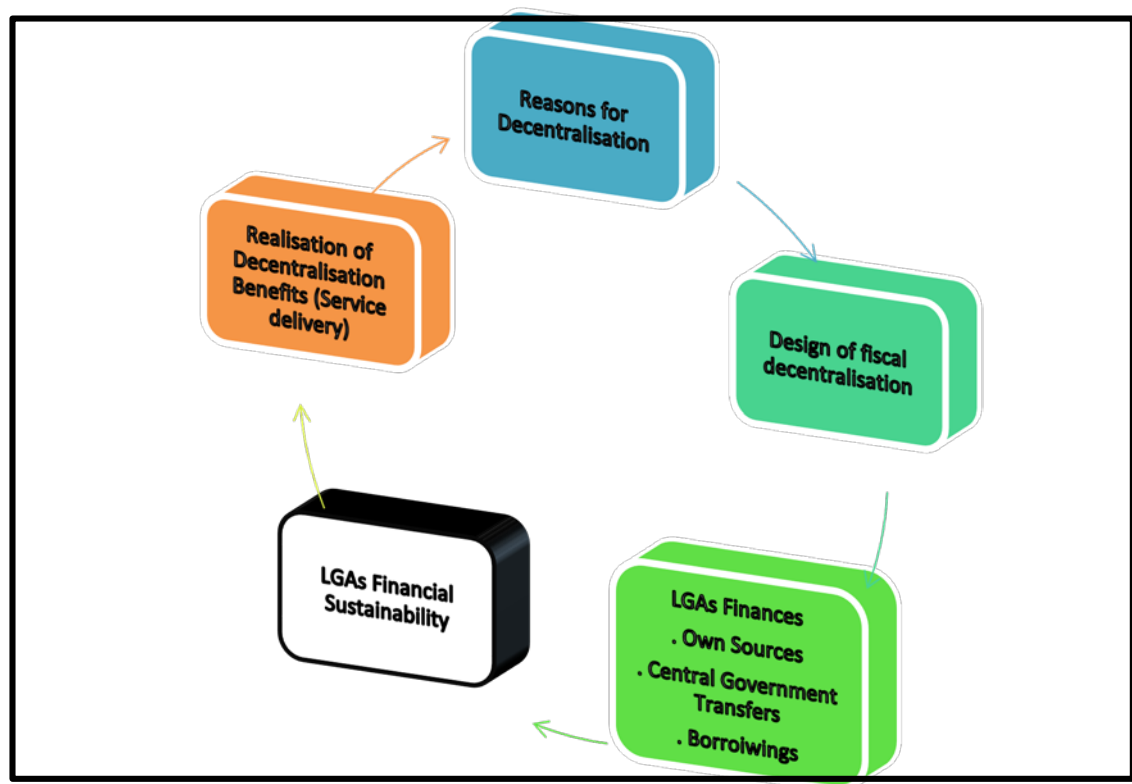 Reasons for
Decentralisation
Design of fiscal
decentralisation
LGAs Finances
. Own Sources
. Central Government
Transfers
. Borroiwings
LGAs Financial
Sustainability
Realisation of
Decentralisation
Benefits (Service
delivery)